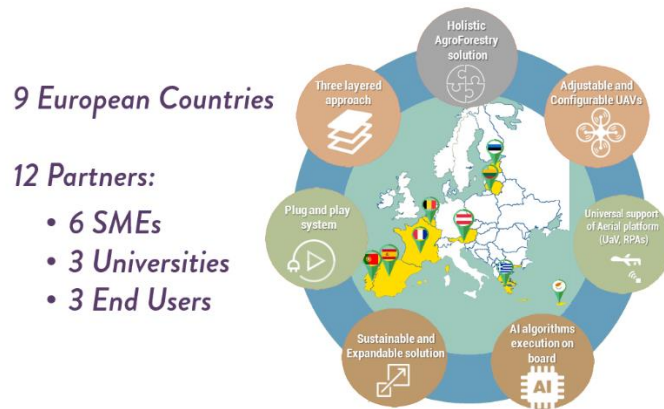 9 European Countries
12 Partners:
• 6 SMEs
• 3 Universities
• 3 End Users
Holistic
AgroForestry
solution
Three layered
approach
Adjustable and
Configurable UAVs
Plug and play
system
Universal support
of Aerial platform
(UaV, RPAs)
Sustainable and
Expandable solution
AI algorithms
execution on
board
AI